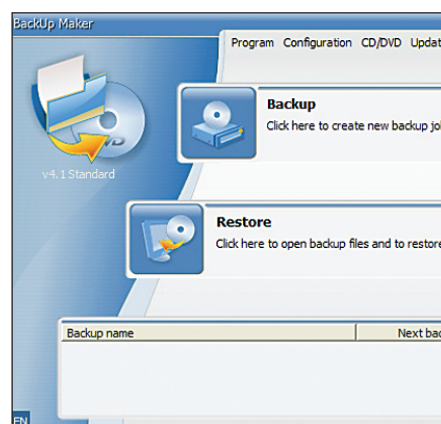 BackUp Maker
Program Configuration CD/DVD Updat
Backup
Click here to create new backup jo
v4.1 Standard
Restore
Click here to open backup files and to restore
Backup name Next bac
EN